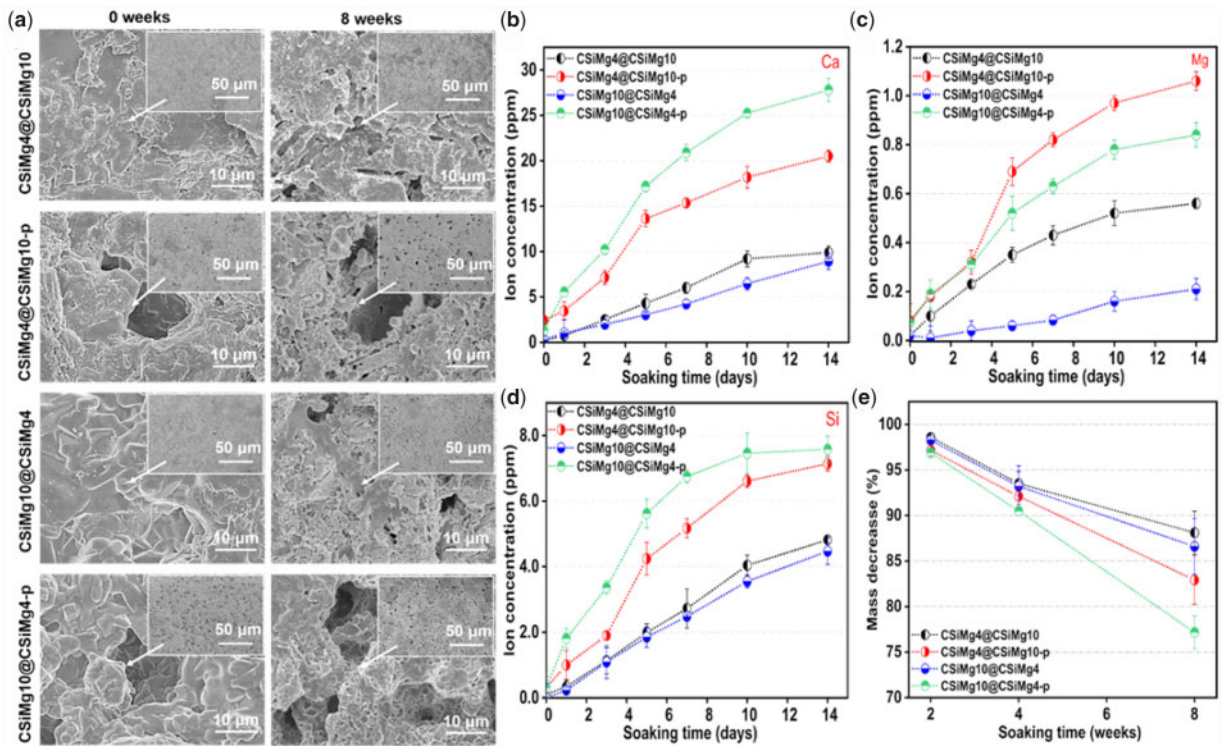 (a)
0 weeks
8 weeks
CSiMg4@CSiMg10
50 µm
10 µm
50 µm
10 µm
CSiMg4@CSiMg10-p
50 µm
10 µm
50 µm
10 µm
CSiMg10@CSiMg4
50 µm
10 µm
50 µm
10 µm
CSiMg10@CSiMg4-p
50 µm
10 µm
50 µm
10 µm
(b)
Ca
CSiMg4@CSiMg10
CSiMg4@CSiMg10-p
CSiMg10@CSiMg4
CSiMg10@CSiMg4-p
Ion concentration (ppm)
30
25
20
15
10
5
0
0 2 4 6 8 10 12 14
Soaking time (days)
(c)
Mg
CSiMg4@CSiMg10
CSiMg4@CSiMg10-p
CSiMg10@CSiMg4
CSiMg10@CSiMg4-p
Ion concentration (ppm)
1.2
1.0
0.8
0.6
0.4
0.2
0.0
0 2 4 6 8 10 12 14
Soaking time (days)
(d)
Si
CSiMg4@CSiMg10
CSiMg4@CSiMg10-p
CSiMg10@CSiMg4
CSiMg10@CSiMg4-p
Ion concentration (ppm)
8.0
6.0
4.0
2.0
0.0
0 2 4 6 8 10 12 14
Soaking time (days)
(e)
Mass decreasse (%)
100
95
90
85
80
75
70
CSiMg4@CSiMg10
CSiMg4@CSiMg10-p
CSiMg10@CSiMg4
CSiMg10@CSiMg4-p
2 4 6 8
Soaking time (weeks)